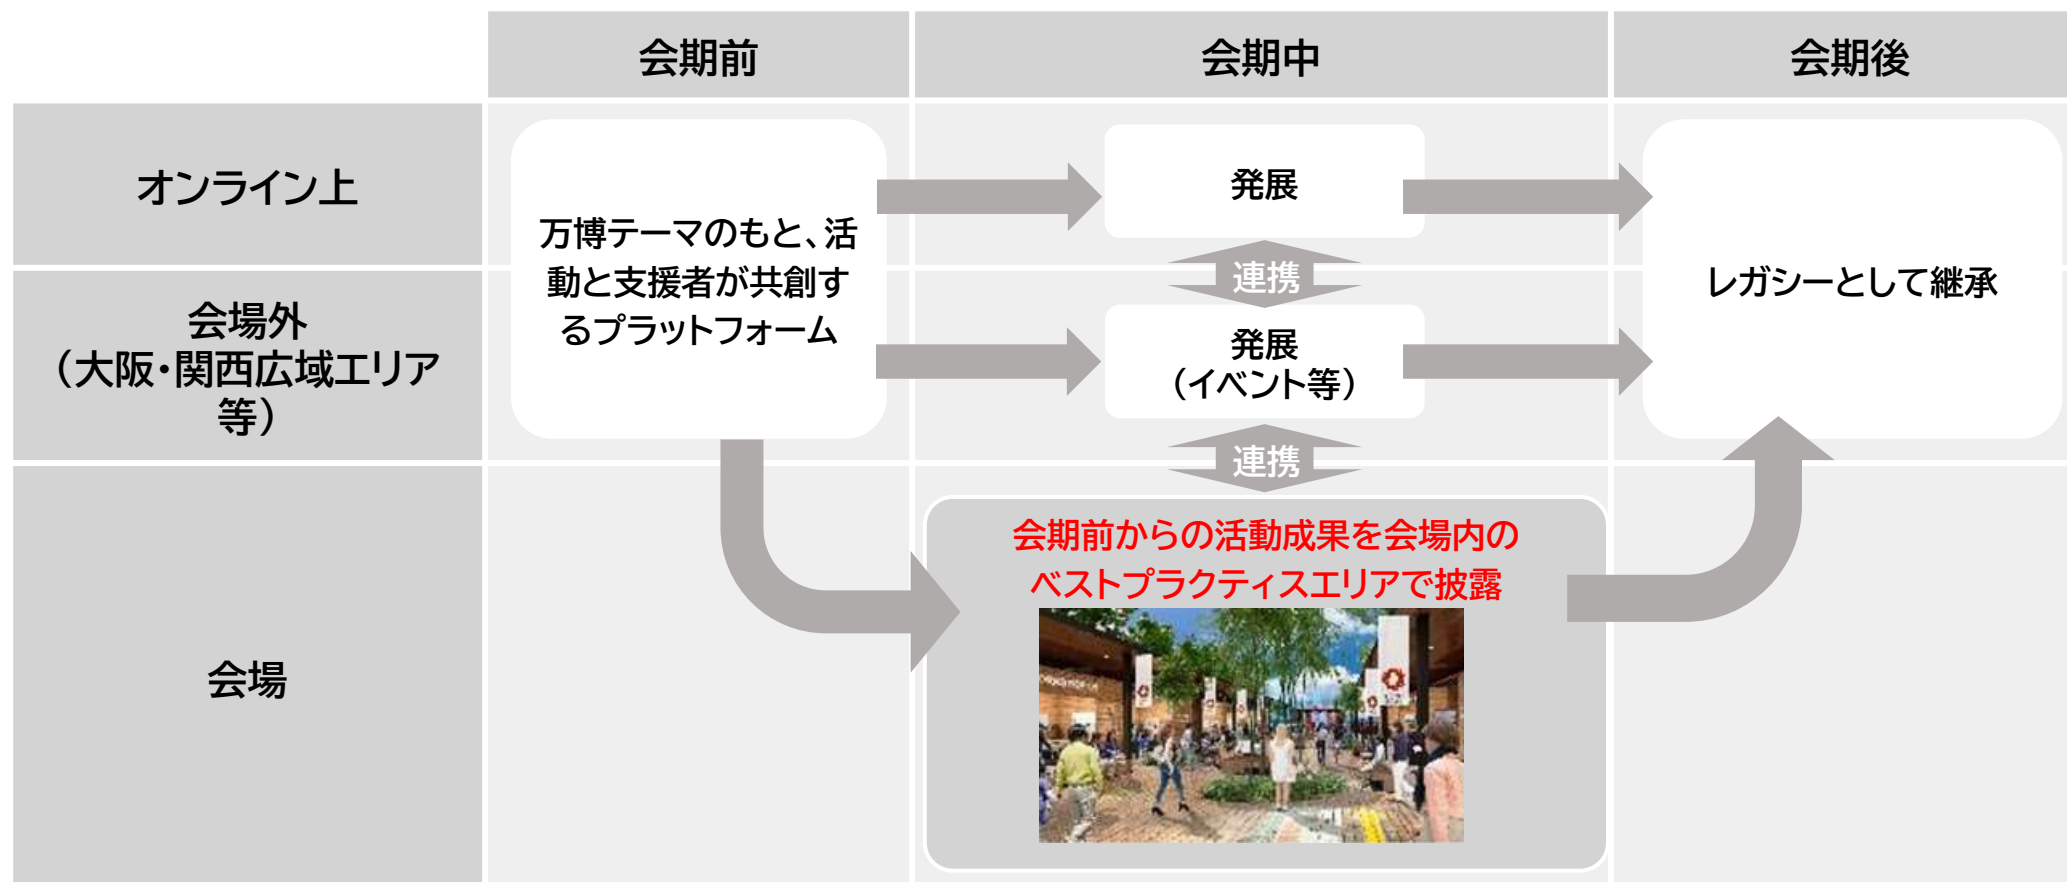 会期前
会期中
会期後
オンライン上
万博テーマのもと、活
動と支援者が共創す
るプラットフォーム
発展
レガシーとして継承
連携
会場外
（大阪・関西広域エリア
等）
発展
（イベント等）
連携
会場
会期前からの活動成果を会場内の
ベストプラクティスエリアで披露